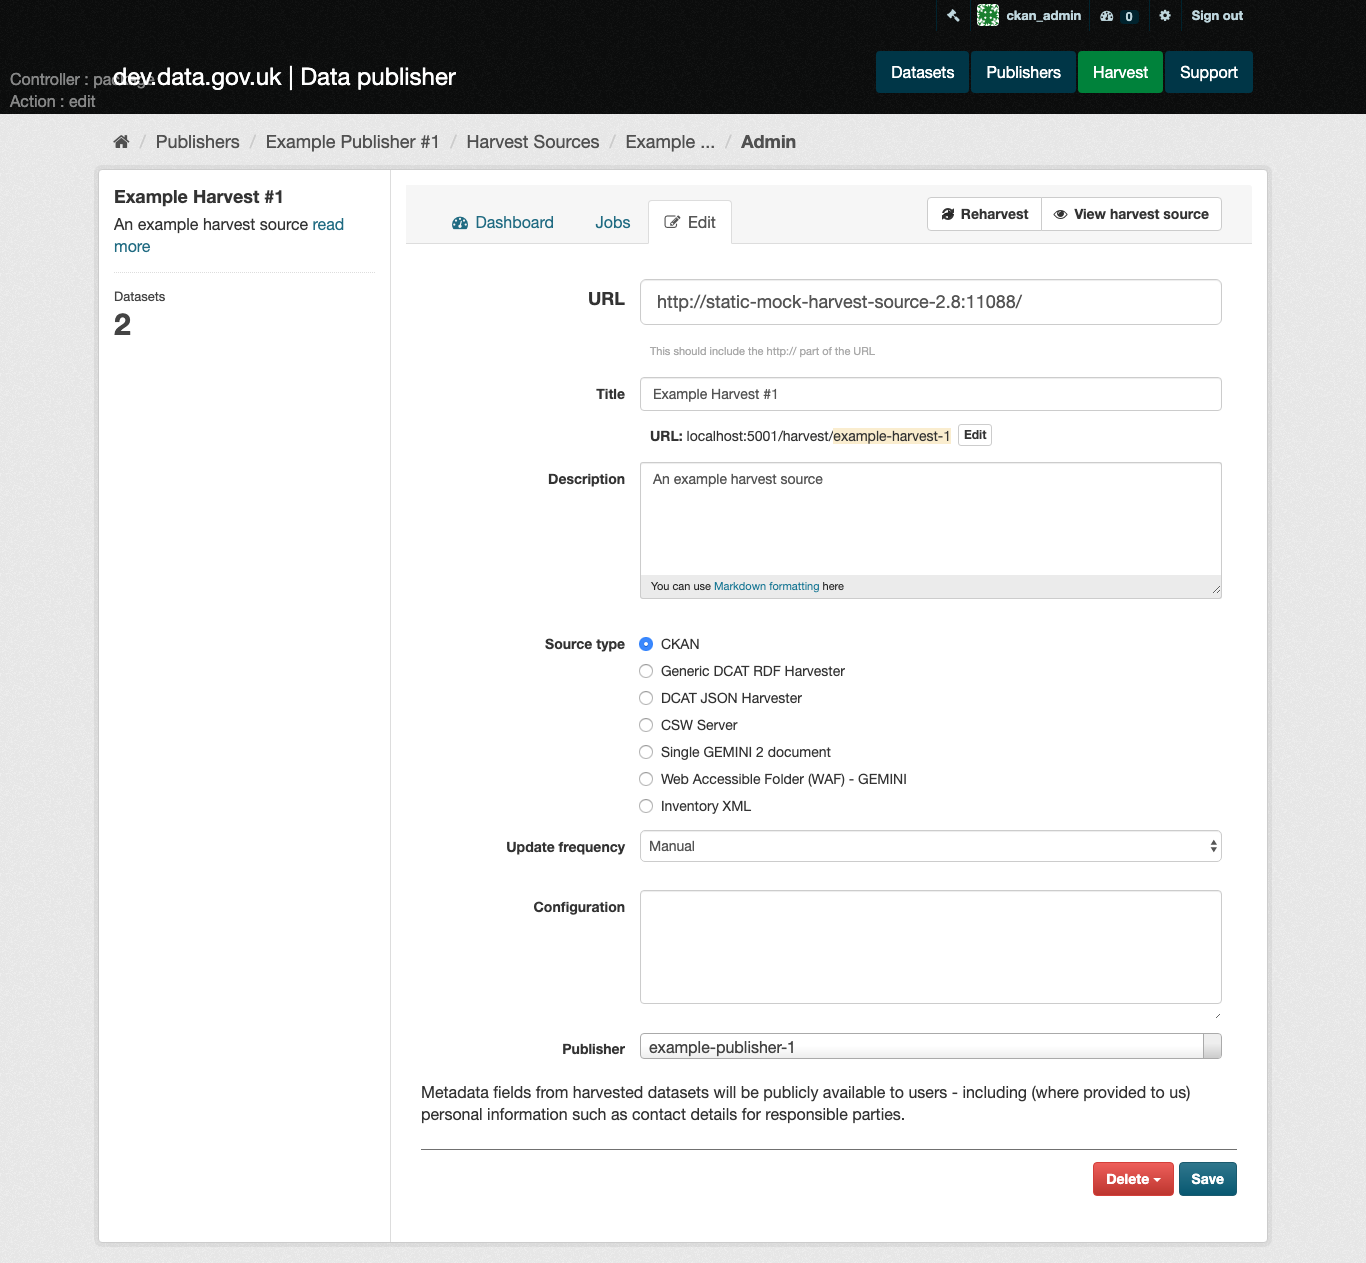 ckan_admin 0 Sign out
Controller : package
Action : edit
dev.data.gov.uk | Data publisher
Datasets Publishers Harvest Support
/ Publishers / Example Publisher #1 / Harvest Sources / Example ... / Admin
Example Harvest #1
An example harvest source read
more
Datasets
2
Dashboard Jobs Edit
Reharvest View harvest source
URL http://static-mock-harvest-source-2.8:11088/
This should include the http:// part of the URL
Title Example Harvest #1
URL: localhost:5001/harvest/example-harvest-1 Edit
Description An example harvest source
You can use Markdown formatting here
Source type CKAN
Generic DCAT RDF Harvester
DCAT JSON Harvester
CSW Server
Single GEMINI 2 document
Web Accessible Folder (WAF) - GEMINI
Inventory XML
Update frequency Manual
Configuration
Publisher example-publisher-1
Metadata fields from harvested datasets will be publicly available to users - including (where provided to us)
personal information such as contact details for responsible parties.
Delete Save